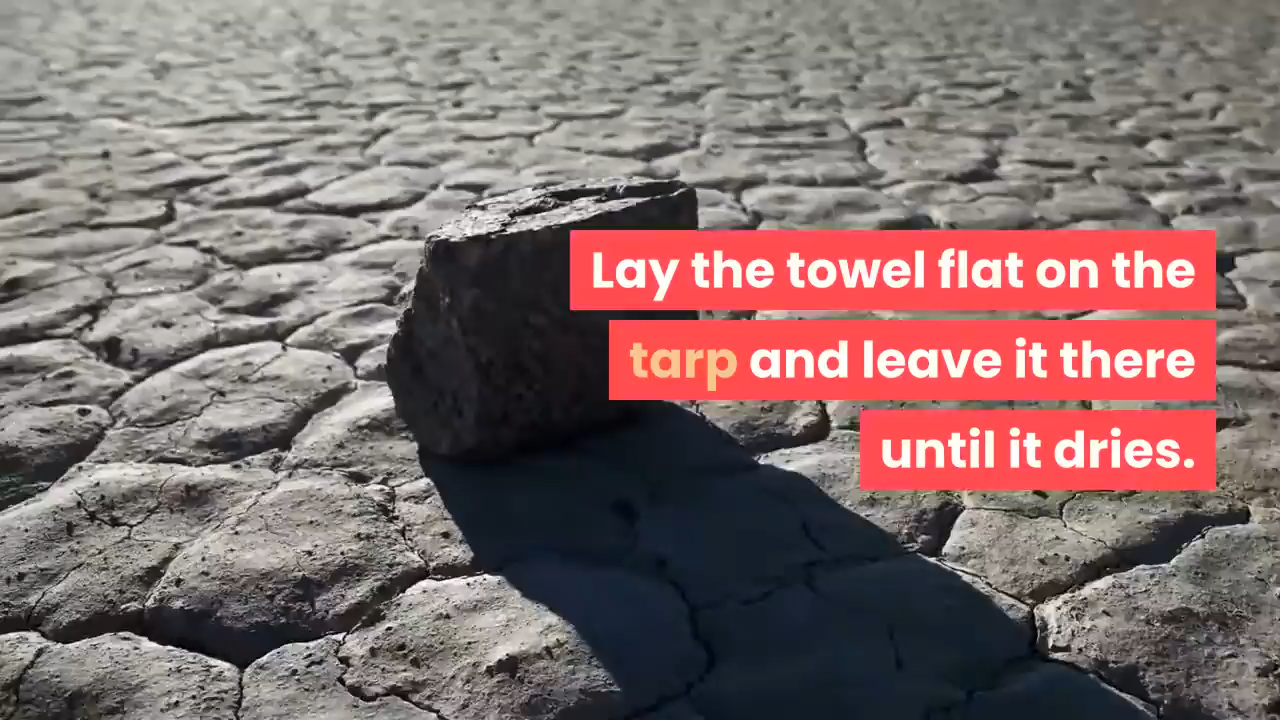 Lay the towel flat on the
tarp and leave it there
until it dries.